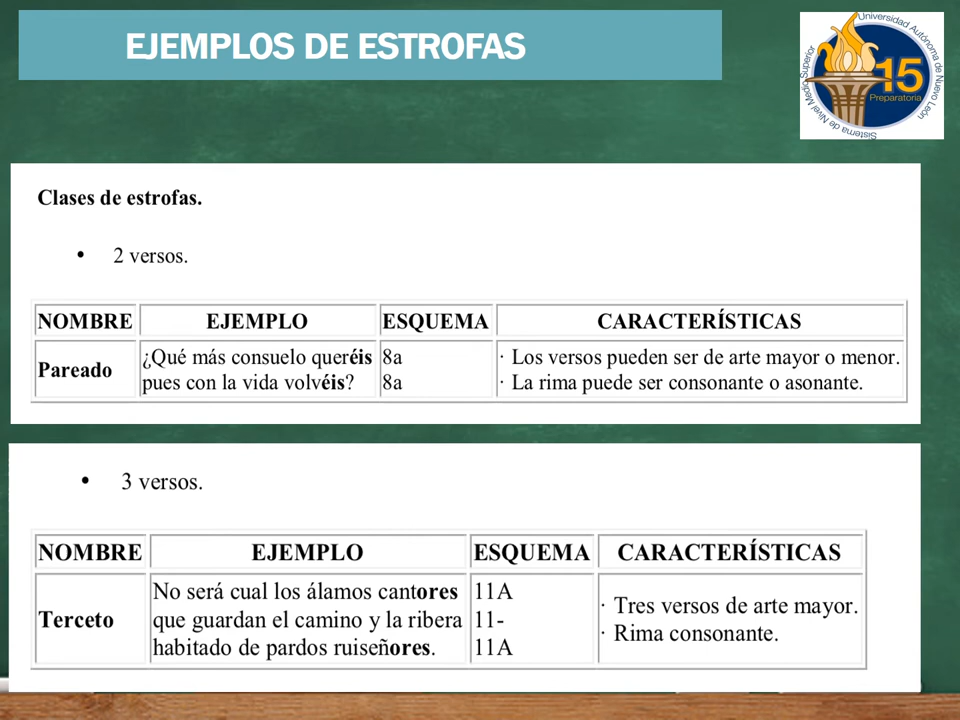 EJEMPLOS DE ESTROFAS
Universidad Autónoma de Nuevo León
15
Preparatoria
Sistema de Nivel Medio Superior
Clases de estrofas.
• 2 versos.
NOMBRE EJEMPLO ESQUEMA CARACTERÍSTICAS
Pareado
¿Qué más consuelo queréis
pues con la vida volvéis?
8a
8a
· Los versos pueden ser de arte mayor o menor.
· La rima puede ser consonante o asonante.
• 3 versos.
NOMBRE EJEMPLO ESQUEMA CARACTERÍSTICAS
Terceto
No será cual los álamos cantores
que guardan el camino y la ribera
habitado de pardos ruiseñores.
11A
11-
11A
· Tres versos de arte mayor.
· Rima consonante.